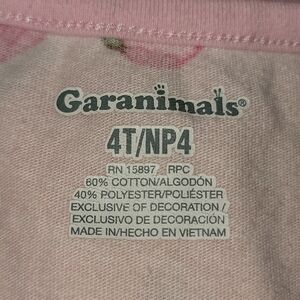 Garanimals®
4T/NP4
RN 15897 RPC
60% COTTON/ALGODÓN
40% POLYESTER/POLIÉSTER
EXCLUSIVE OF DECORATION/
EXCLUSIVO DE DECORACIÓN
MADE IN/HECHO EN VIETNAM